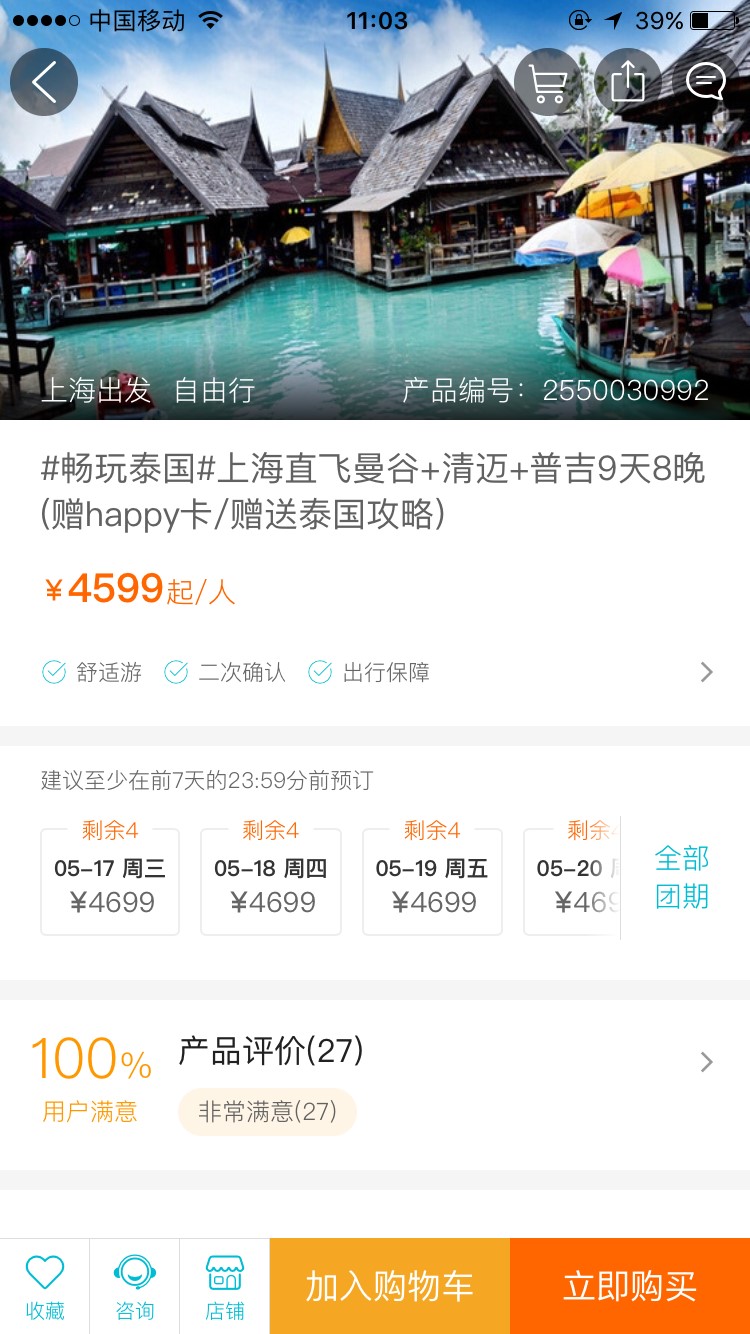 中国移动 11:03 39%
上海出发 自由行 产品编号：2550030992
#畅玩泰国#上海直飞曼谷+清迈+普吉9天8晚
(赠happy卡/赠送泰国攻略)
¥4599起/人
舒适游 二次确认 出行保障
建议至少在前7天的23:59分前预订
剩余4 剩余4 剩余4 剩余4
05-17 周三 05-18 周四 05-19 周五 05-20
¥4699 ¥4699 ¥4699 ¥469
全部
团期
100% 产品评价(27)
用户满意 非常满意(27)
收藏 咨询 店铺 加入购物车 立即购买